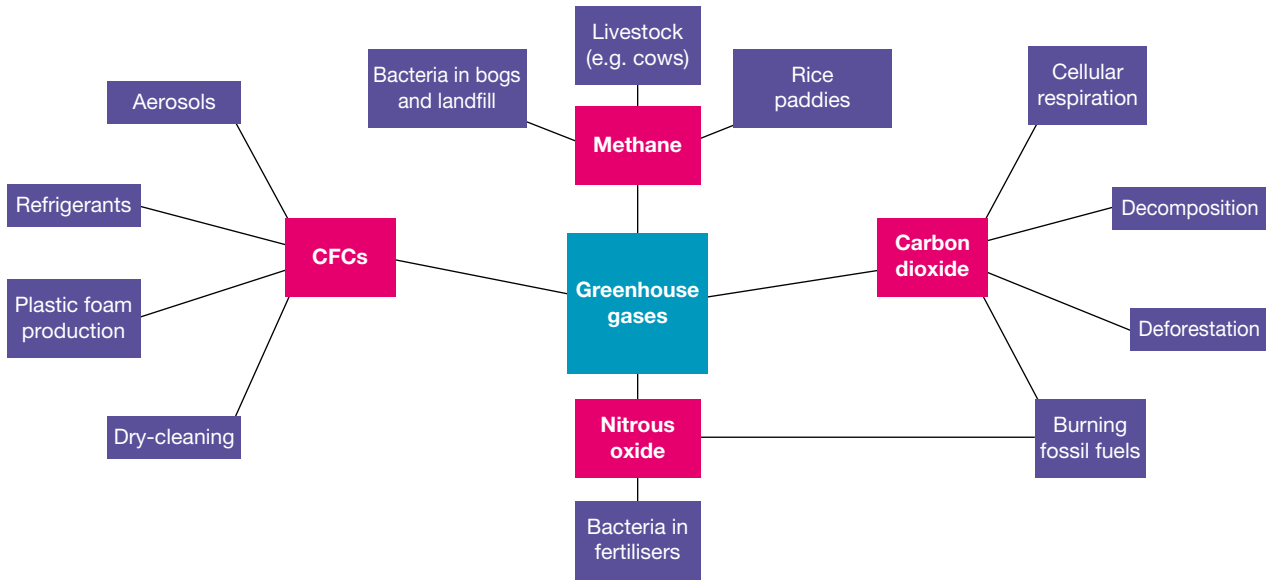 Livestock
(e.g. cows)
Bacteria in bogs
and landfill
Rice
paddies
Cellular
respiration
Aerosols
Methane
Refrigerants
Decomposition
CFCs
Carbon
dioxide
Greenhouse
gases
Plastic foam
production
Deforestation
Dry-cleaning
Nitrous
oxide
Burning
fossil fuels
Bacteria in
fertilisers